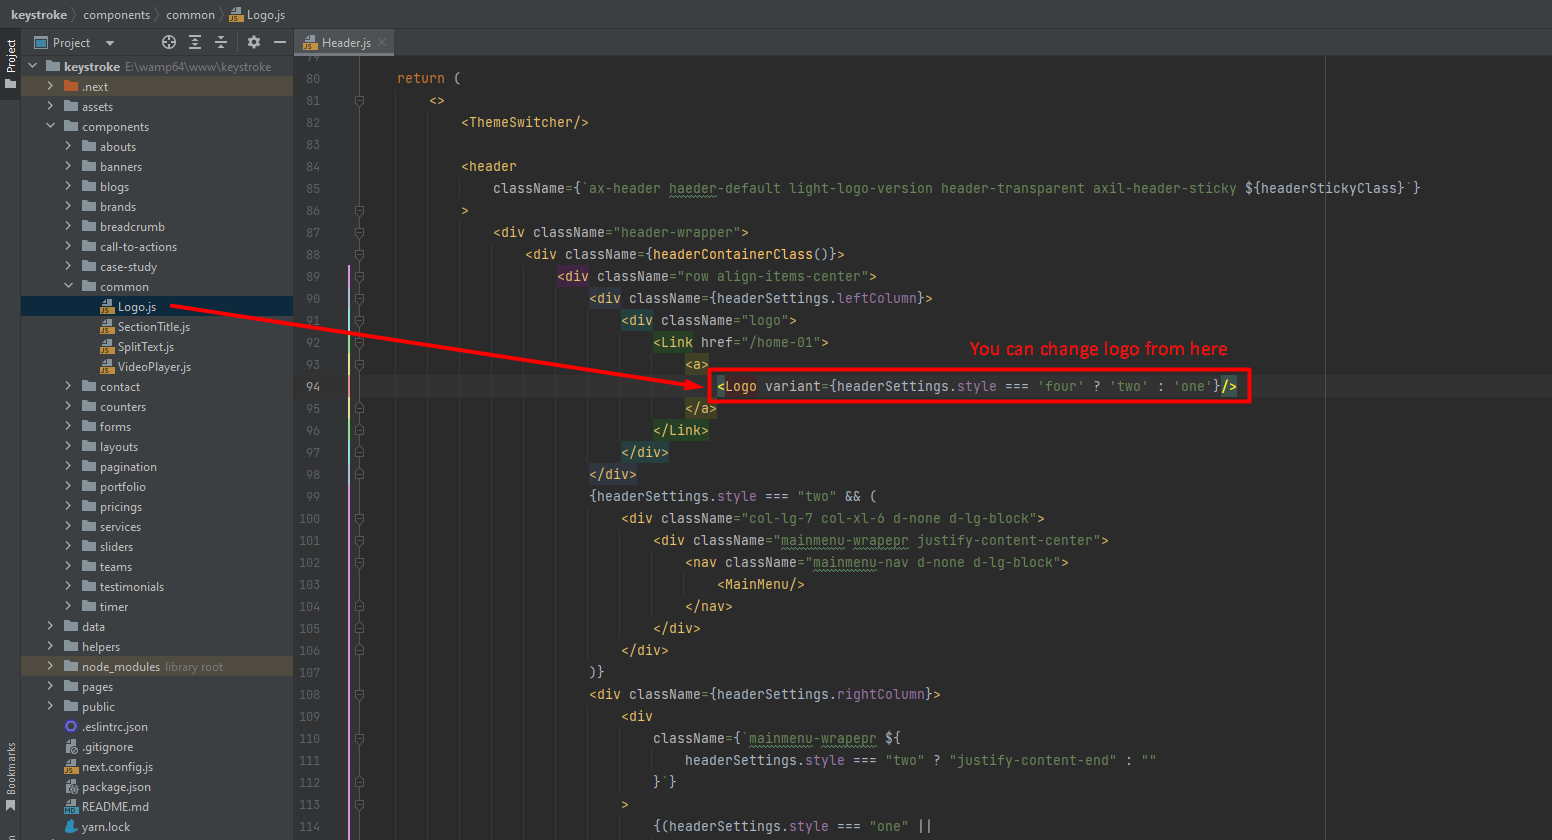 keystroke components common Logo.js
Project
Project
Header.js
keystroke E:\wamp64\www\keystroke
.next
assets
components
abouts
banners
blogs
brands
breadcrumb
call-to-actions
case-study
common
Logo.js
SectionTitle.js
SplitText.js
VideoPlayer.js
contact
counters
forms
layouts
pagination
portfolio
pricings
services
sliders
teams
testimonials
timer
data
helpers
node_modules library root
pages
public
.eslintrc.json
.gitignore
next.config.js
package.json
README.md
yarn.lock
Bookmarks
79
80 return (
81 <>
82 <ThemeSwitcher/>
83
84 <header
85 className={`ax-header haeder-default light-logo-version header-transparent axil-header-sticky ${headerStickyClass}`}
86 >
87 <div className="header-wrapper">
88 <div className={headerContainerClass()}>
89 <div className="row align-items-center">
90 <div className={headerSettings.leftColumn}>
91 <div className="logo">
92 <Link href="/home-01">
You can change logo from here
93 <a>
94 <Logo variant={headerSettings.style === 'four' ? 'two' : 'one'}/>
95 </a>
96 </Link>
97 </div>
98 </div>
99 {headerSettings.style === "two" && (
100 <div className="col-lg-7 col-xl-6 d-none d-lg-block">
101 <div className="mainmenu-wrapepr justify-content-center">
102 <nav className="mainmenu-nav d-none d-lg-block">
103 <MainMenu/>
104 </nav>
105 </div>
106 </div>
107 )}
108 <div className={headerSettings.rightColumn}>
109 <div
110 className={`mainmenu-wrapepr ${
111 headerSettings.style === "two" ? "justify-content-end" : ""
112 }`}
113 >
114 {(headerSettings.style === "one" ||